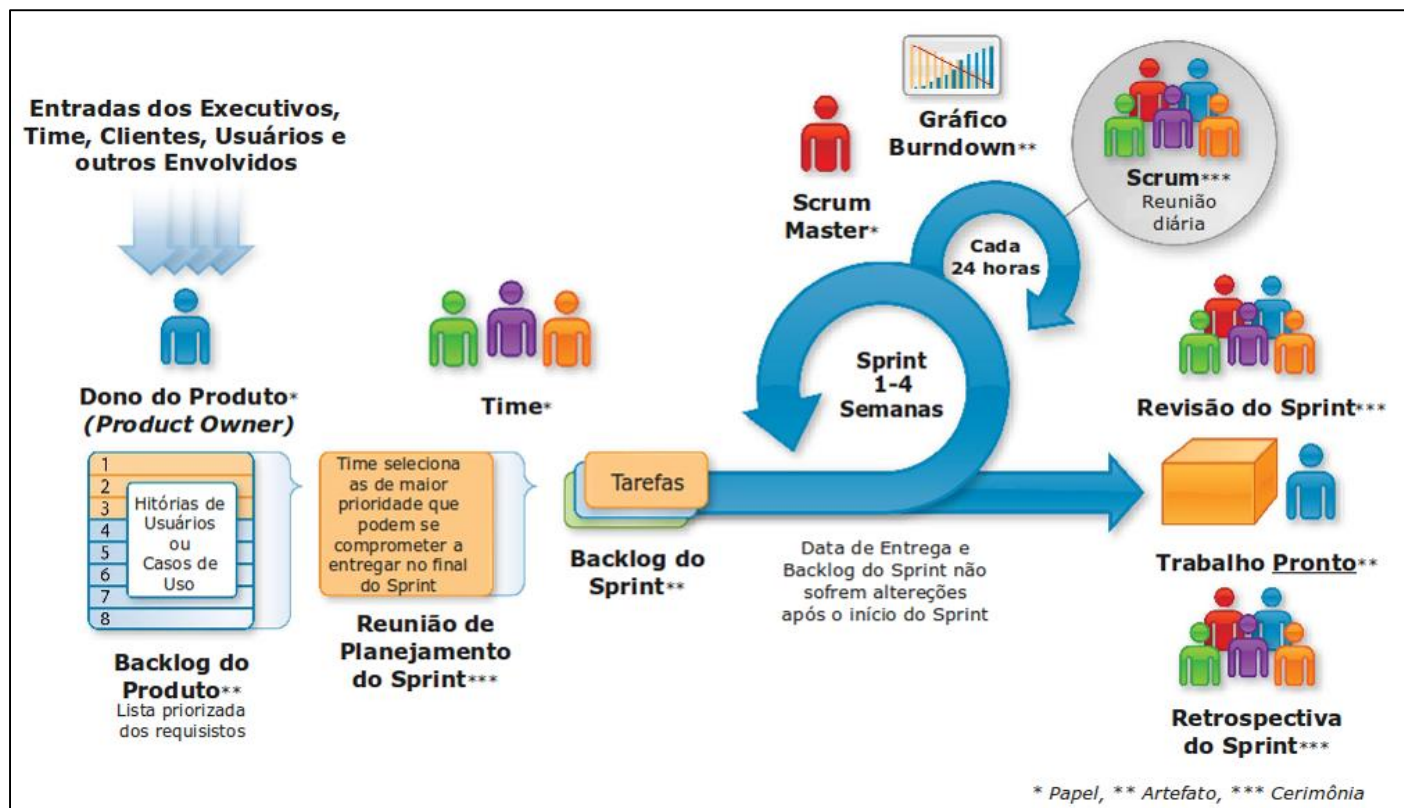 Entradas dos Executivos,
Time, Clientes, Usuários e
outros Envolvidos
Dono do Produto*
(Product Owner)
1
2
3
4
5
6
7
8
Hitórias de
Usuários
ou
Casos de
Uso
Backlog do
Produto**
Lista priorizada
dos requisistos
Time*
Time seleciona
as de maior
prioridade que
podem se
comprometer a
entregar no final
do Sprint
Reunião de
Planejamento
do Sprint***
Tarefas
Backlog do
Sprint**
Scrum
Master*
Gráfico
Burndown**
Cada
24 horas
Scrum***
Reunião
diária
Sprint
1-4
Semanas
Data de Entrega e
Backlog do Sprint não
sofrem altereções
após o início do Sprint
Revisão do Sprint***
Trabalho Pronto**
Retrospectiva
do Sprint***
* Papel, ** Artefato, *** Cerimônia